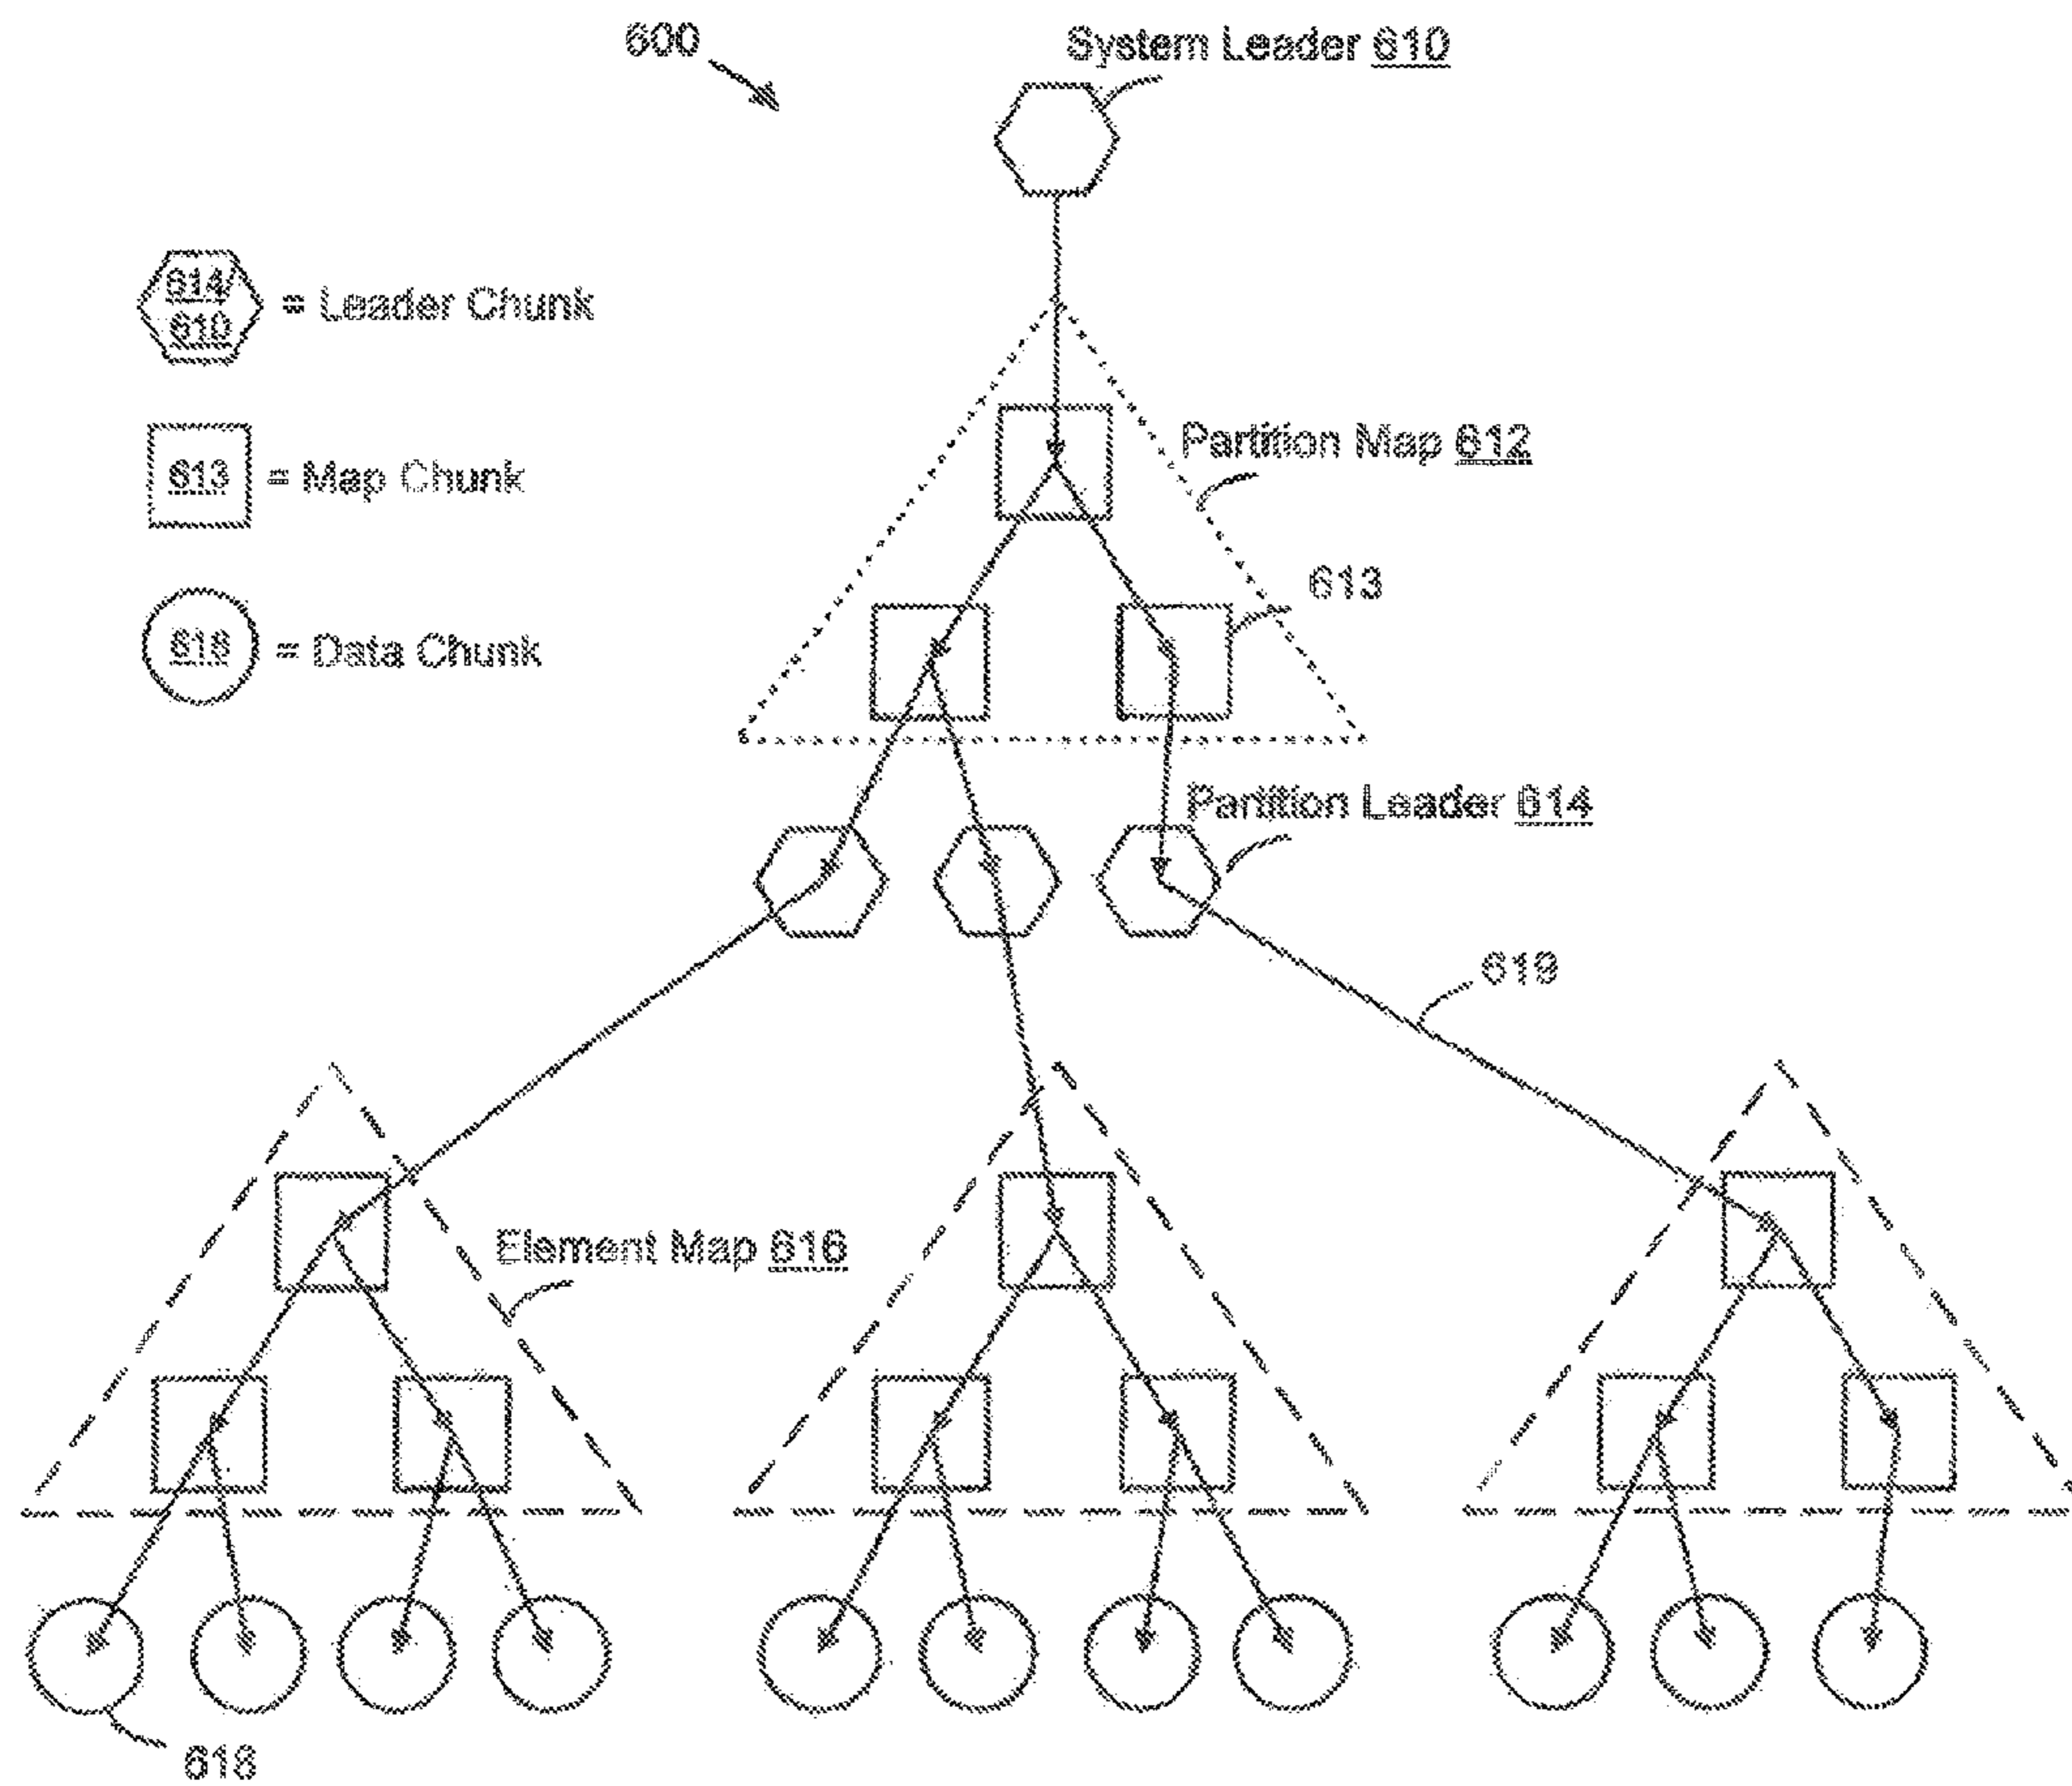 600
System Leader 610
614/
610
= Leader Chunk
613
= Map Chunk
618
= Data Chunk
Partition Map 612
613
Partition Leader 614
619
Element Map 616
618